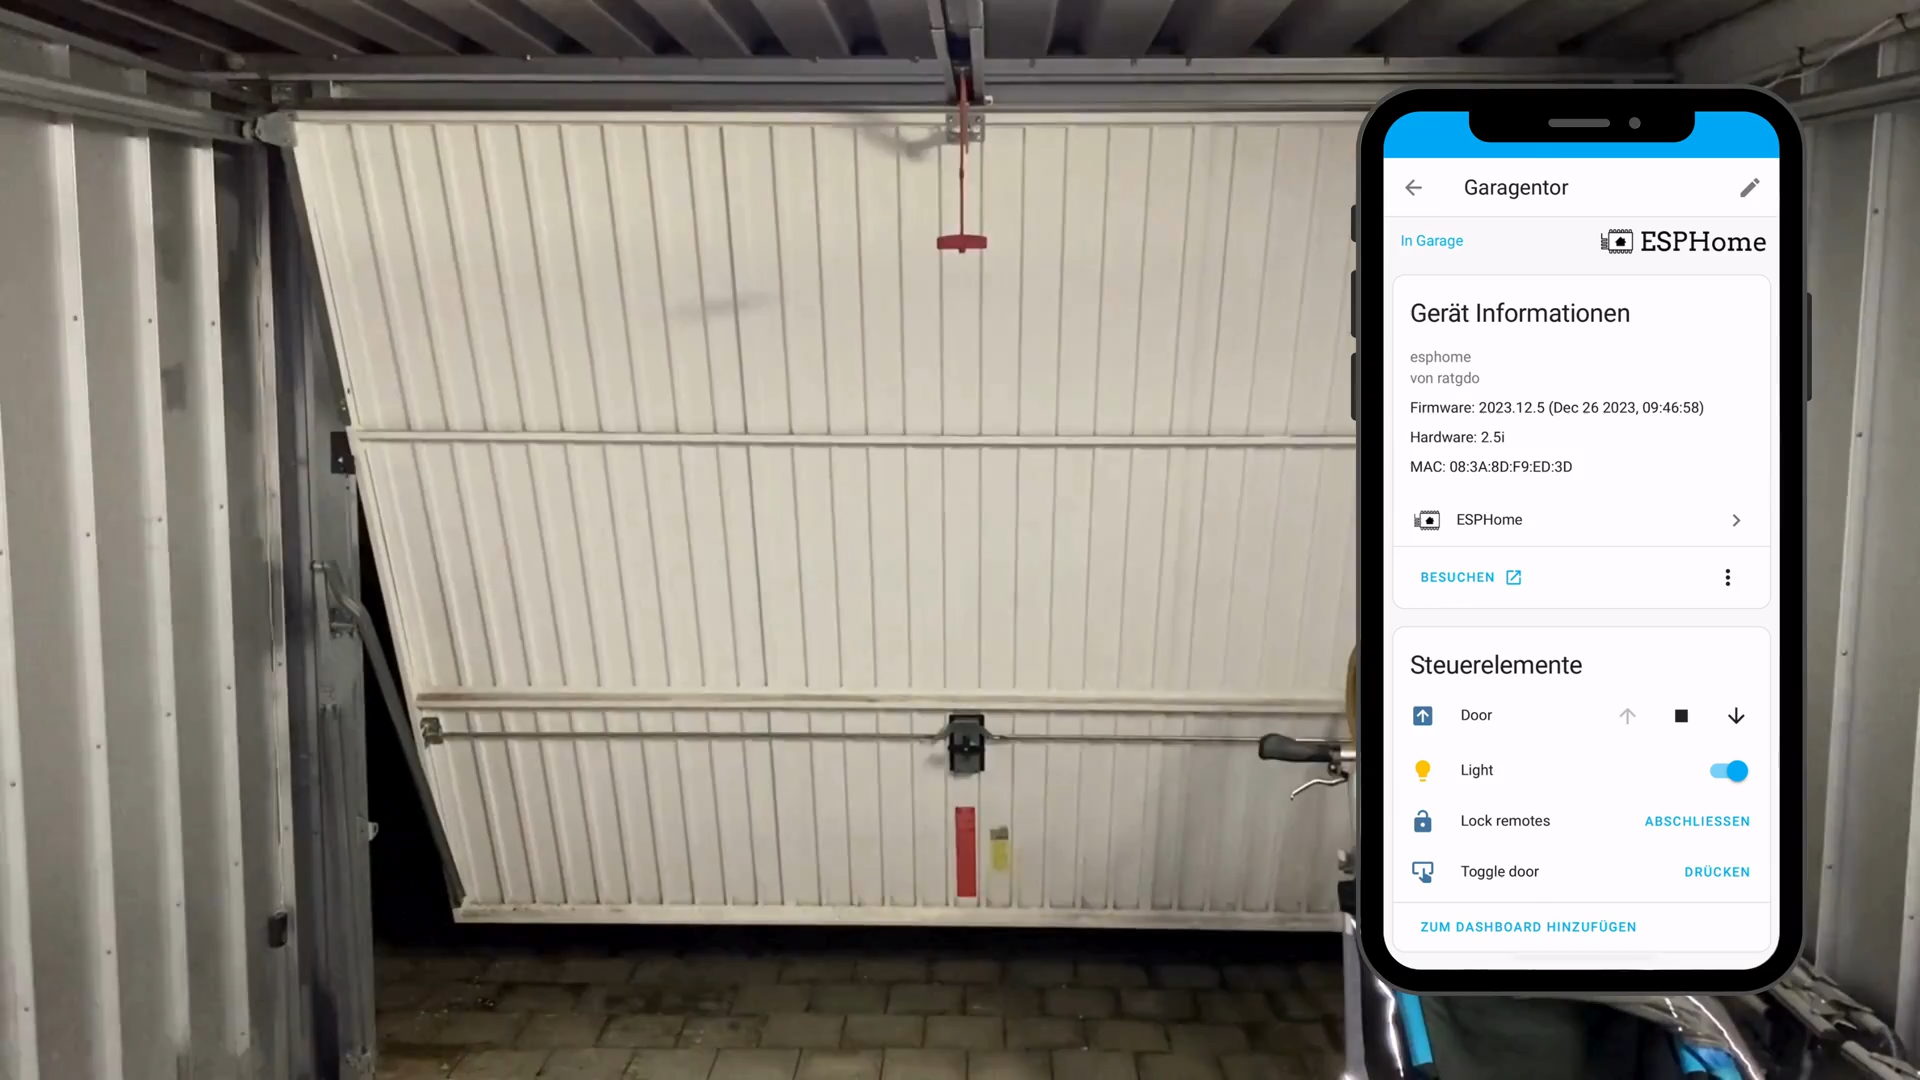 Garagentor
In Garage
ESPHome
Gerät Informationen
esphome
von ratgdo
Firmware: 2023.12.5 (Dec 26 2023, 09:46:58)
Hardware: 2.5i
MAC: 08:3A:8D:F9:ED:3D
ESPHome
BESUCHEN
Steuerelemente
Door
Light
Lock remotes ABSCHLIESSEN
Toggle door DRÜCKEN
ZUM DASHBOARD HINZUFÜGEN